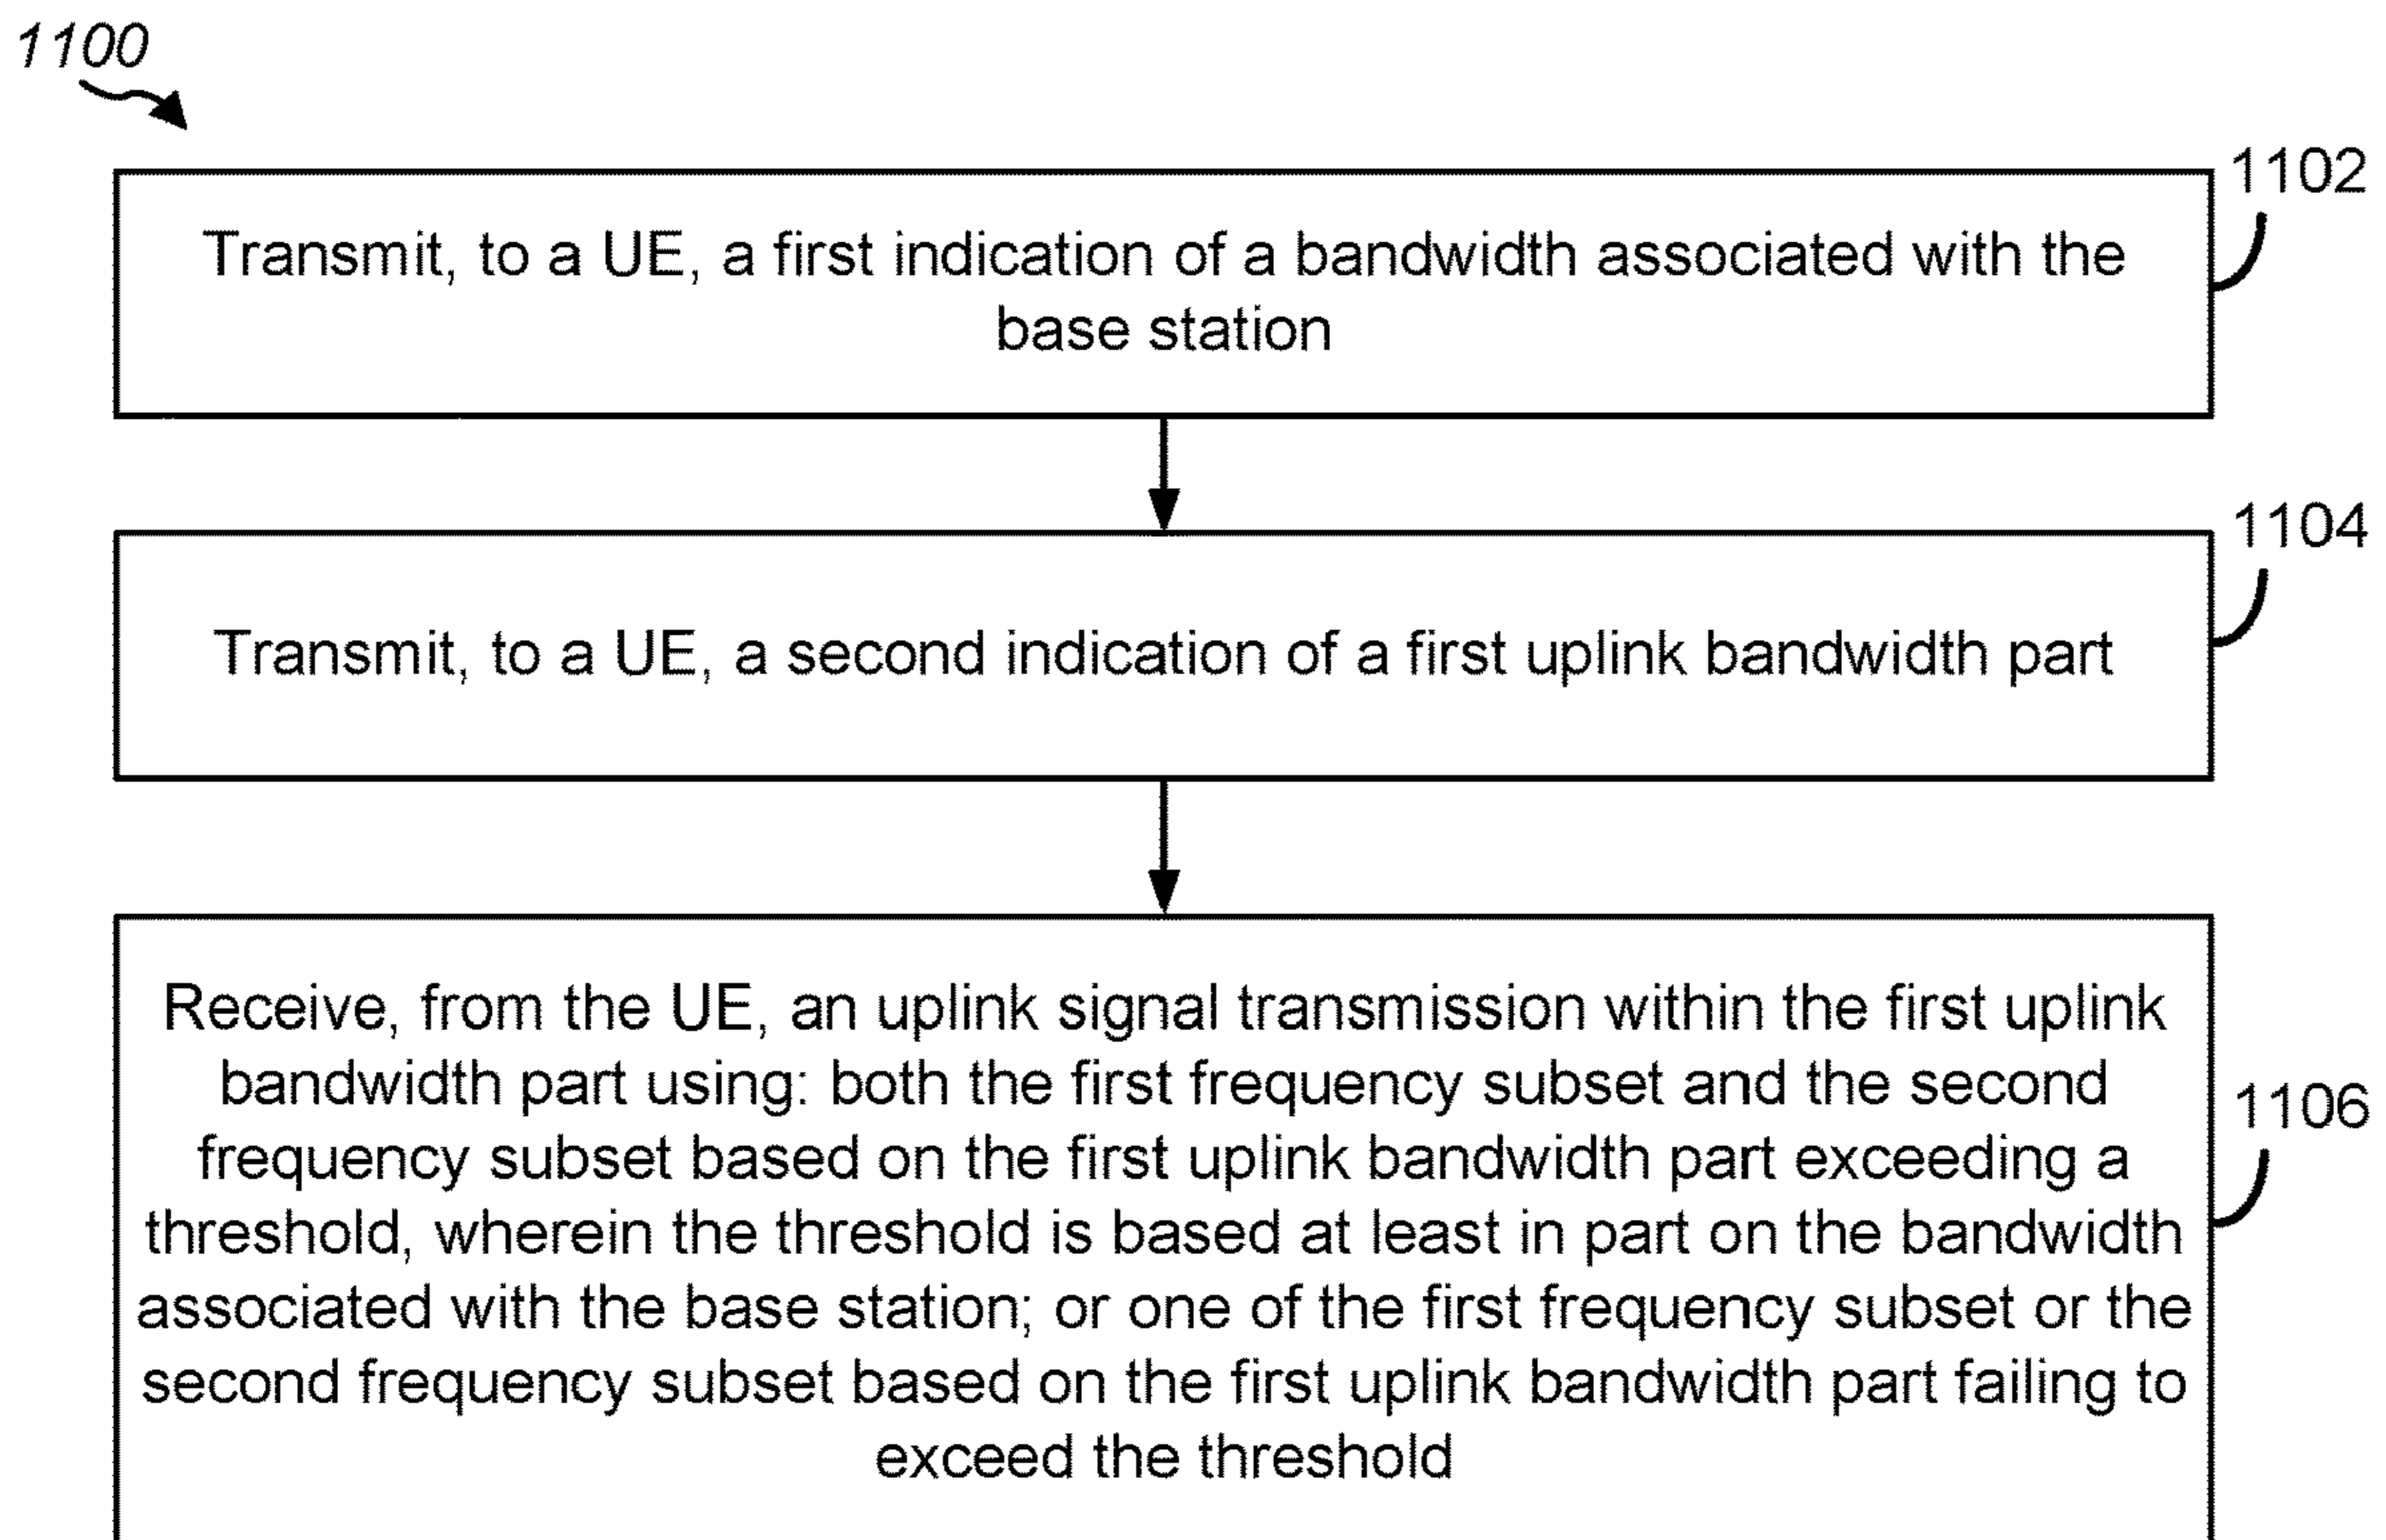 1100
1102
Transmit, to a UE, a first indication of a bandwidth associated with the
base station
1104
Transmit, to a UE, a second indication of a first uplink bandwidth part
Receive, from the UE, an uplink signal transmission within the first uplink
bandwidth part using: both the first frequency subset and the second
1106
frequency subset based on the first uplink bandwidth part exceeding a
threshold, wherein the threshold is based at least in part on the bandwidth
associated with the base station; or one of the first frequency subset or the
second frequency subset based on the first uplink bandwidth part failing to
exceed the threshold